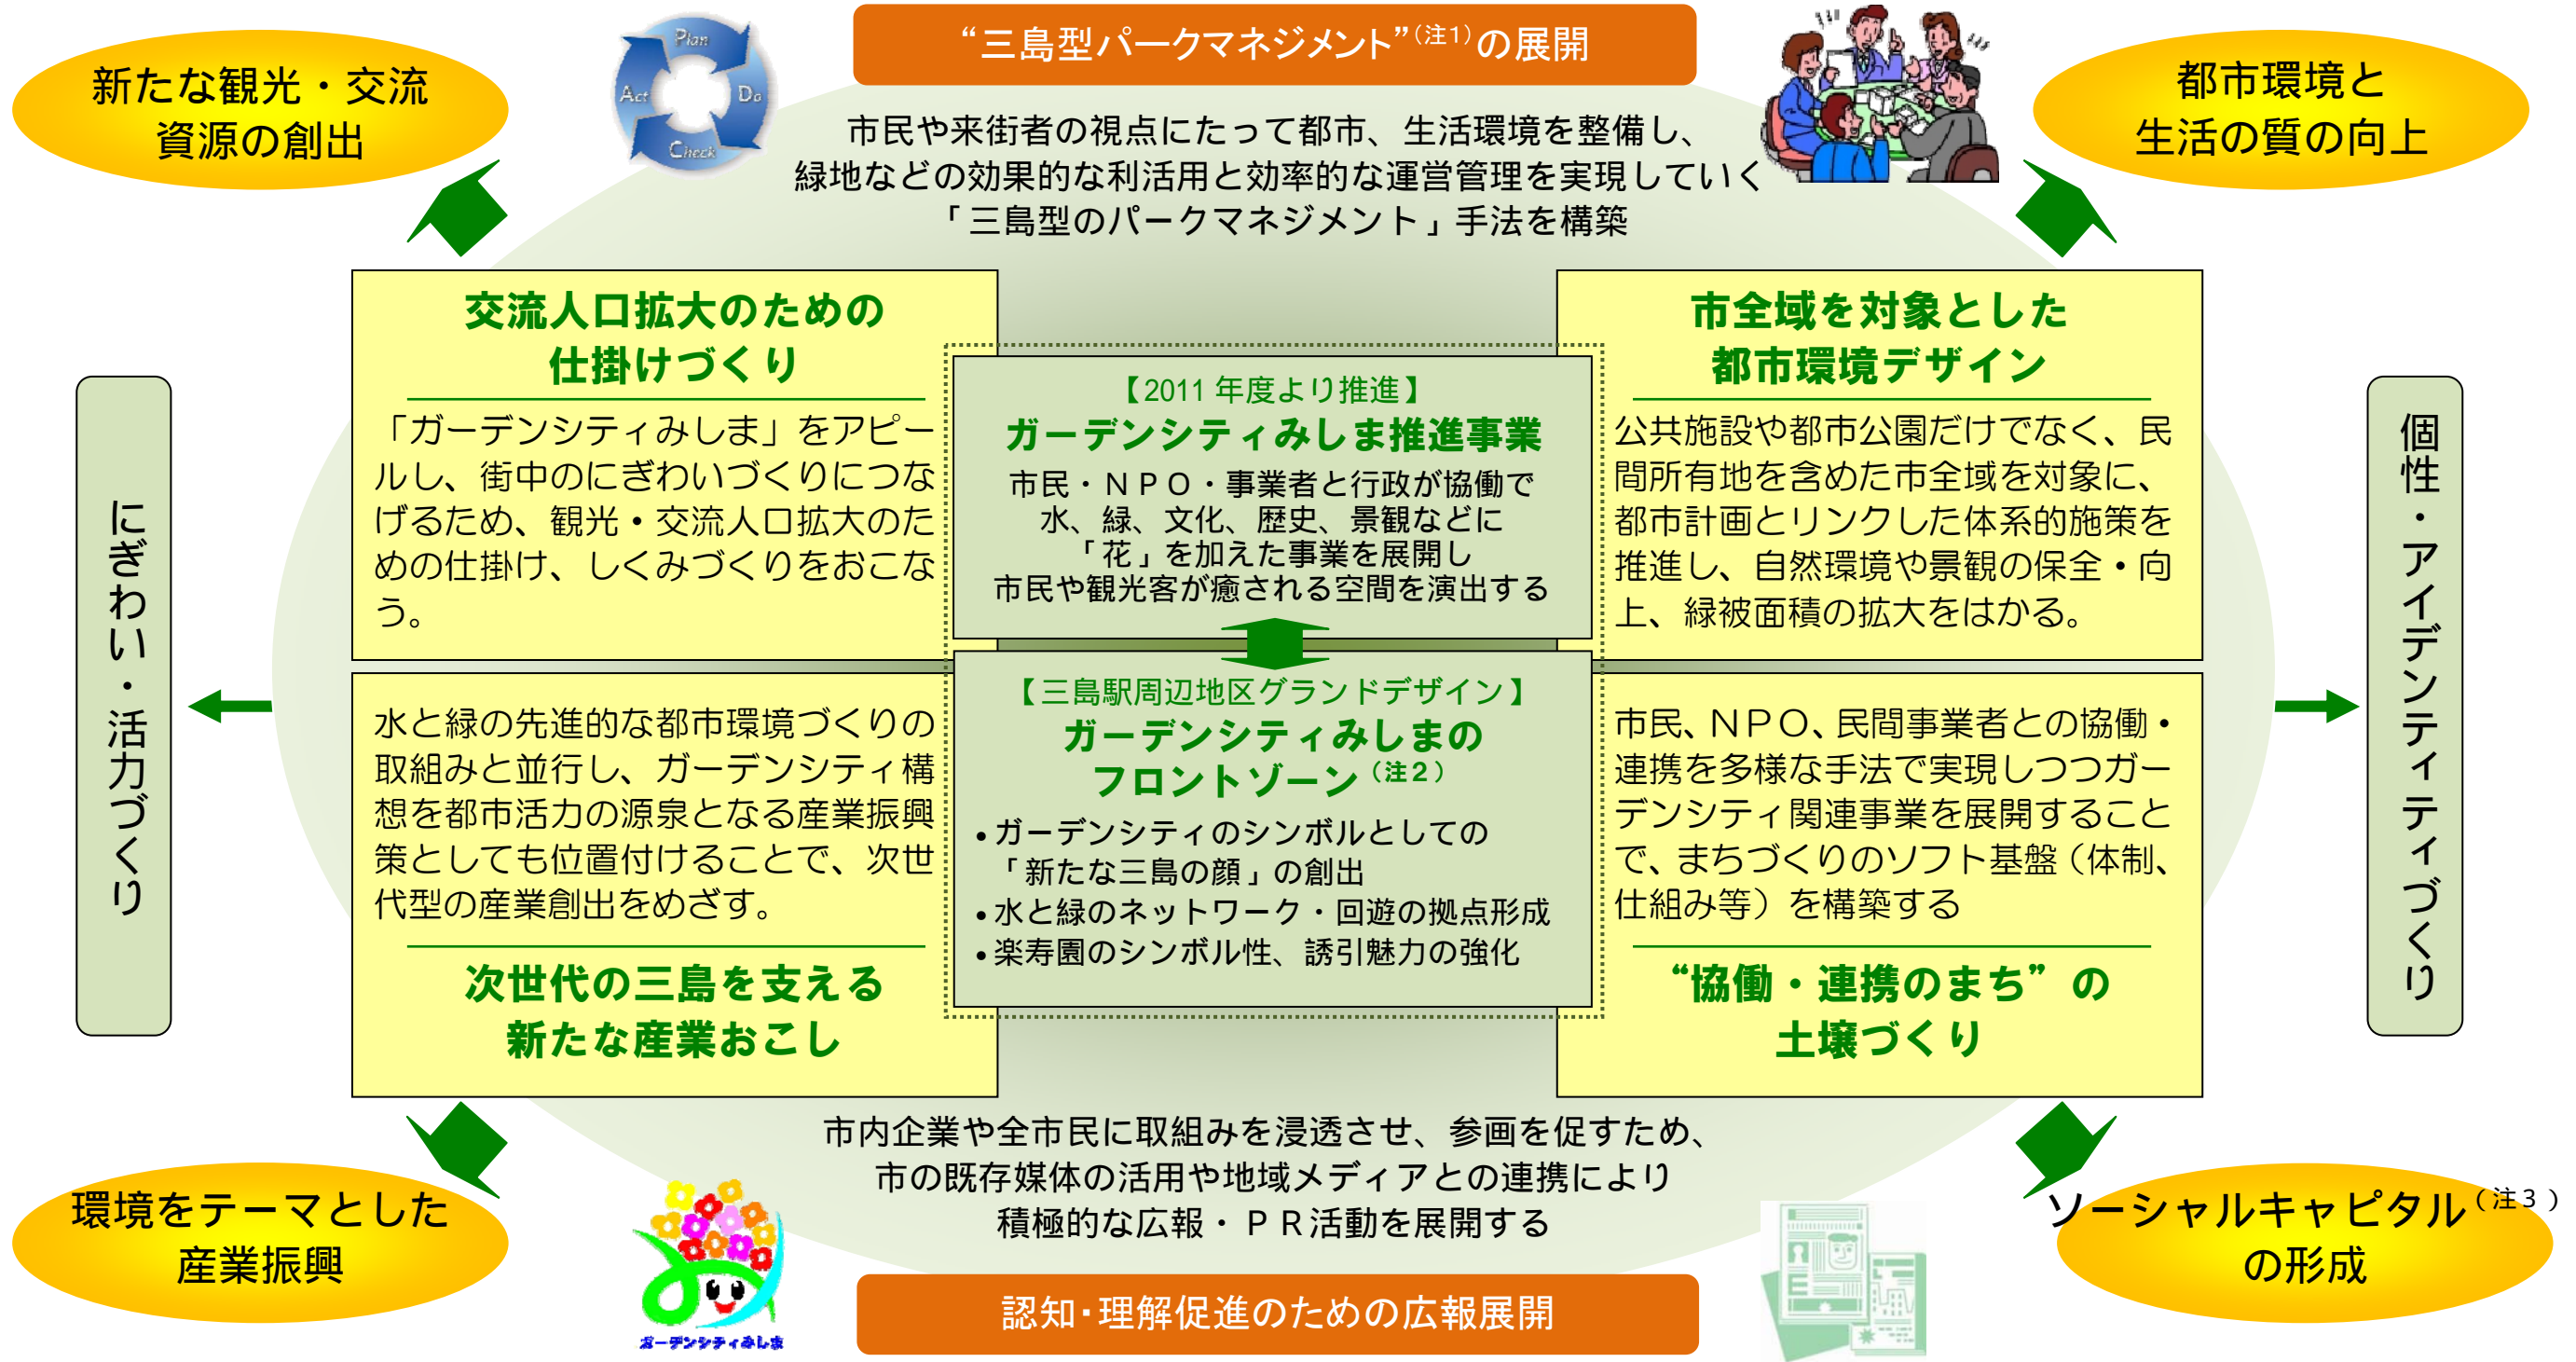 “三島型パークマネジメント”(注1)の展開
Plan
Do
Check
Act
新たな観光・交流
資源の創出
都市環境と
生活の質の向上
市民や来街者の視点にたって都市、生活環境を整備し、
緑地などの効果的な利活用と効率的な運営管理を実現していく
「三島型のパークマネジメント」手法を構築
交流人口拡大のための
仕掛けづくり
「ガーデンシティみしま」をアピー
ルし、街中のにぎわいづくりにつな
げるため、観光・交流人口拡大のた
めの仕掛け、しくみづくりをおこな
う。
【2011 年度より推進】
ガーデンシティみしま推進事業
市民・ＮＰＯ・事業者と行政が協働で
水、緑、文化、歴史、景観などに
「花」を加えた事業を展開し
市民や観光客が癒される空間を演出する
市全域を対象とした
都市環境デザイン
公共施設や都市公園だけでなく、民
間所有地を含めた市全域を対象に、
都市計画とリンクした体系的施策を
推進し、自然環境や景観の保全・向
上、緑被面積の拡大をはかる。
にぎわい・活力づくり
個性・アイデンティティづくり
水と緑の先進的な都市環境づくりの
取組みと並行し、ガーデンシティ構
想を都市活力の源泉となる産業振興
策としても位置付けることで、次世
代型の産業創出をめざす。
次世代の三島を支える
新たな産業おこし
【三島駅周辺地区グランドデザイン】
ガーデンシティみしまの
フロントゾーン（注２）
•ガーデンシティのシンボルとしての
「新たな三島の顔」の創出
•水と緑のネットワーク・回遊の拠点形成
•楽寿園のシンボル性、誘引魅力の強化
市民、ＮＰＯ、民間事業者との協働・
連携を多様な手法で実現しつつガー
デンシティ関連事業を展開すること
で、まちづくりのソフト基盤（体制、
仕組み等）を構築する
“協働・連携のまち”の
土壌づくり
市内企業や全市民に取組みを浸透させ、参画を促すため、
市の既存媒体の活用や地域メディアとの連携により
積極的な広報・ＰＲ活動を展開する
環境をテーマとした
産業振興
ソーシャルキャピタル（注３）
の形成
ガーデンシティみしま
認知・理解促進のための広報展開